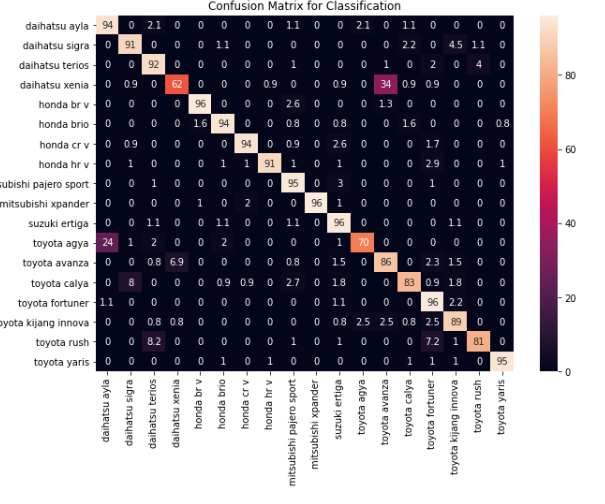 Confusion Matrix for Classification
daihatsu ayla 94 0 2.1 0 0 0 0 0 1.1 0 0 2.1 0 1.1 0 0 0 0
daihatsu sigra 0 91 0 0 0 1.1 0 0 0 0 0 0 0 2.2 0 4.5 1.1 0
daihatsu terios 0 0 92 0 0 0 0 0 1 0 0 0 1 0 2 0 4 0
daihatsu xenia 0 0.9 0 62 0 0 0 0.9 0 0 0.9 0 34 0.9 0.9 0 0 0
honda br v 0 0 0 0 96 0 0 0 2.6 0 0 0 1.3 0 0 0 0 0
honda brio 0 0 0 0 1.6 94 0 0 0.8 0 0.8 0 0 1.6 0 0 0 0.8
honda cr v 0 0.9 0 0 0 0 94 0 0.9 0 2.6 0 0 0 1.7 0 0 0
honda hr v 0 1 0 0 0 1 1 91 1 0 1 0 0 0 2.9 0 0 1
subishi pajero sport 0 0 1 0 0 0 0 0 95 0 3 0 0 0 1 0 0 0
mitsubishi xpander 0 0 0 0 1 0 2 0 0 96 1 0 0 0 0 0 0 0
suzuki ertiga 0 0 1.1 0 0 1.1 0 0 1.1 0 96 0 0 0 0 1.1 0 0
toyota agya 24 1 2 0 0 2 0 0 0 0 1 70 0 0 0 0 0 0
toyota avanza 0 0 0.8 6.9 0 0 0 0 0.8 0 1.5 0 86 0 2.3 1.5 0 0
toyota calya 0 8 0 0 0 0.9 0.9 0 2.7 0 1.8 0 0 83 0.9 1.8 0 0
toyota fortuner 1.1 0 0 0 0 0 0 0 0 0 1.1 0 0 0 96 2.2 0 0
oyota kijang innova 0 0 0.8 0.8 0 0 0 0 0 0 0.8 2.5 2.5 0.8 2.5 89 0 0
toyota rush 0 0 8.2 0 0 0 0 0 1 0 1 0 0 0 7.2 1 81 0
toyota yaris 0 0 0 0 0 1 0 1 0 0 0 0 0 1 1 1 0 95
daihatsu ayla
daihatsu sigra
daihatsu terios
daihatsu xenia
honda br v
honda brio
honda cr v
honda hr v
mitsubishi pajero sport
mitsubishi xpander
suzuki ertiga
toyota agya
toyota avanza
toyota calya
toyota fortuner
toyota kijang innova
toyota rush
toyota yaris
80
60
40
20
0